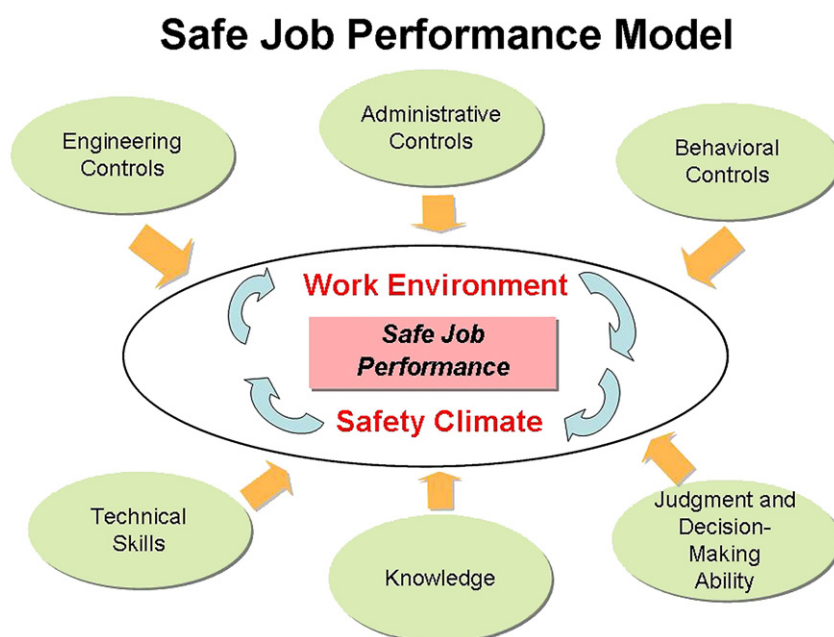 Safe Job Performance Model
Engineering
Controls
Administrative
Controls
Behavioral
Controls
Work Environment
Safe Job
Performance
Safety Climate
Technical
Skills
Knowledge
Judgment and
Decision-
Making
Ability